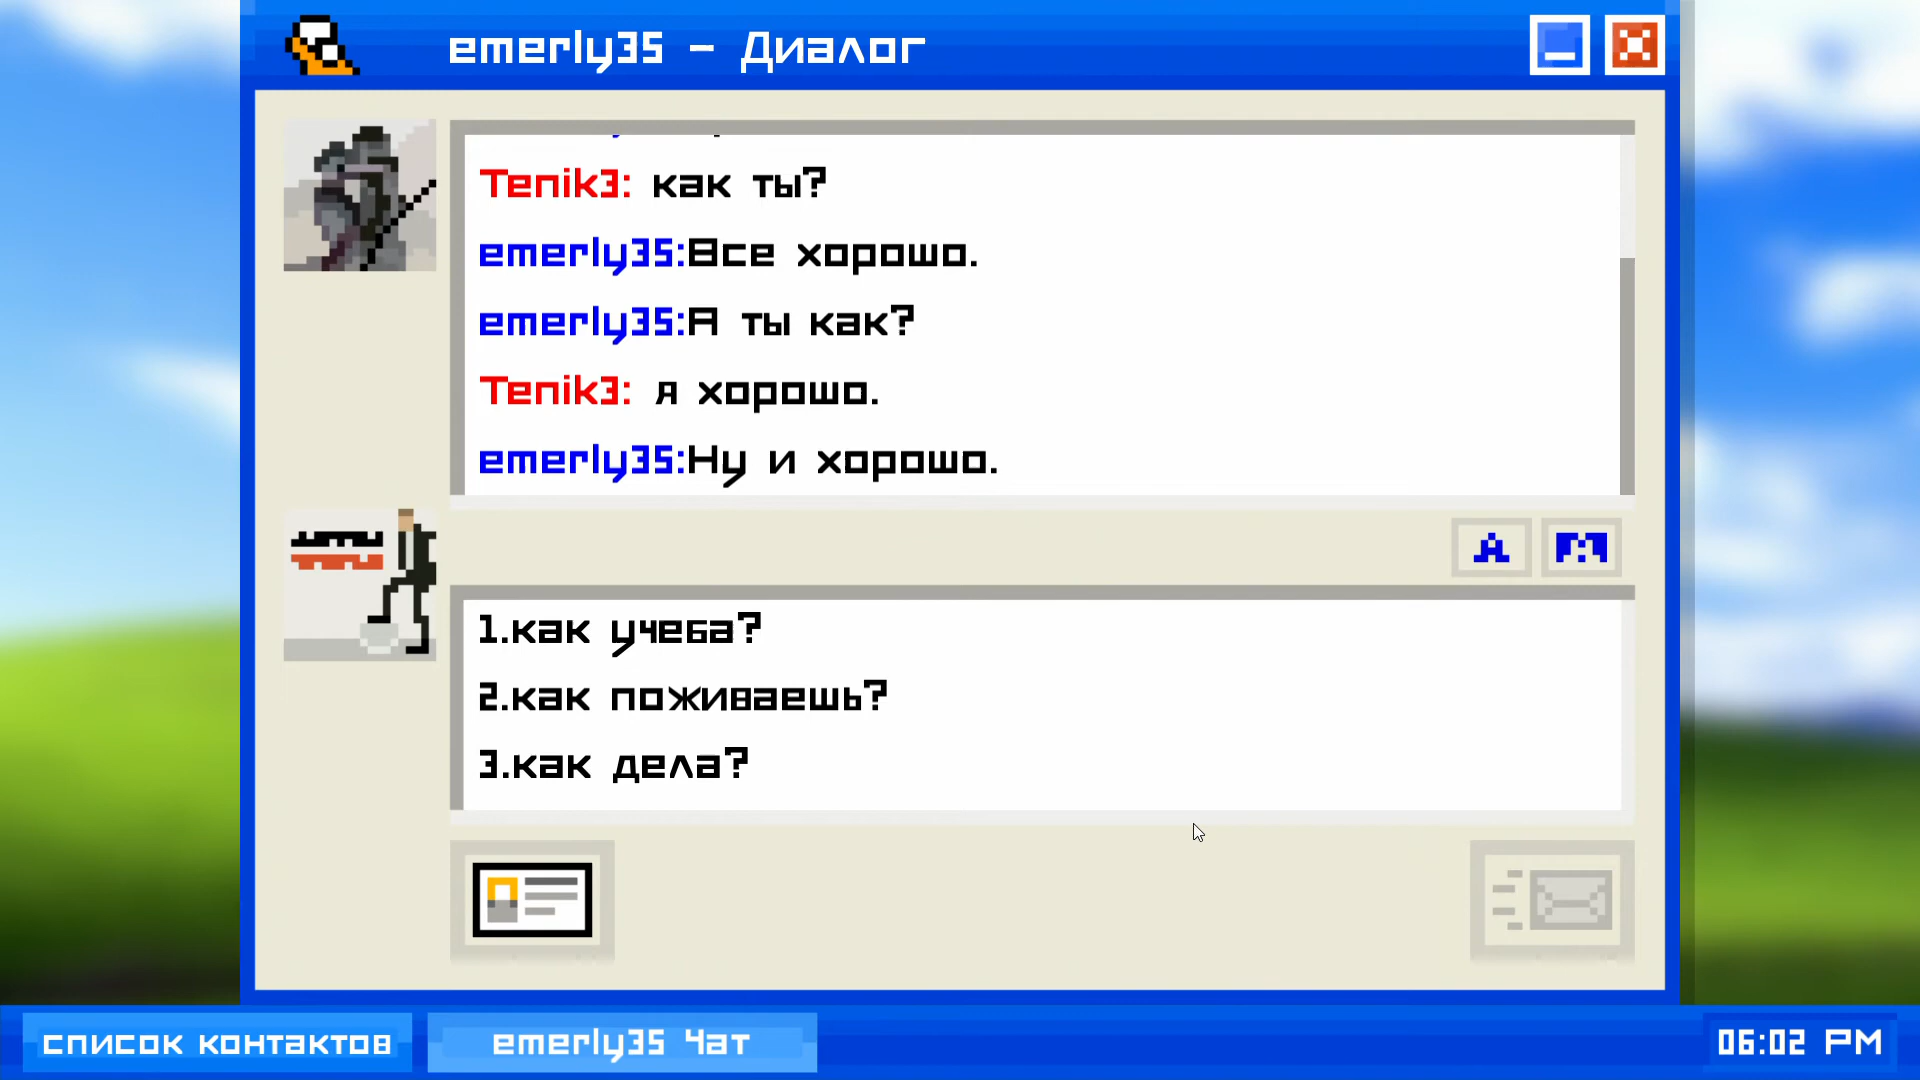 emerly35 - Диалог
Tenik3: как ты?
emerly35:Все хорошо.
emerly35:А ты как?
Tenik3: я хорошо.
emerly35:Ну и хорошо.
A
1.как учеба?
2.как поживаешь?
3.как дела?
список контактов
emerly35 Чат
06:02 PM